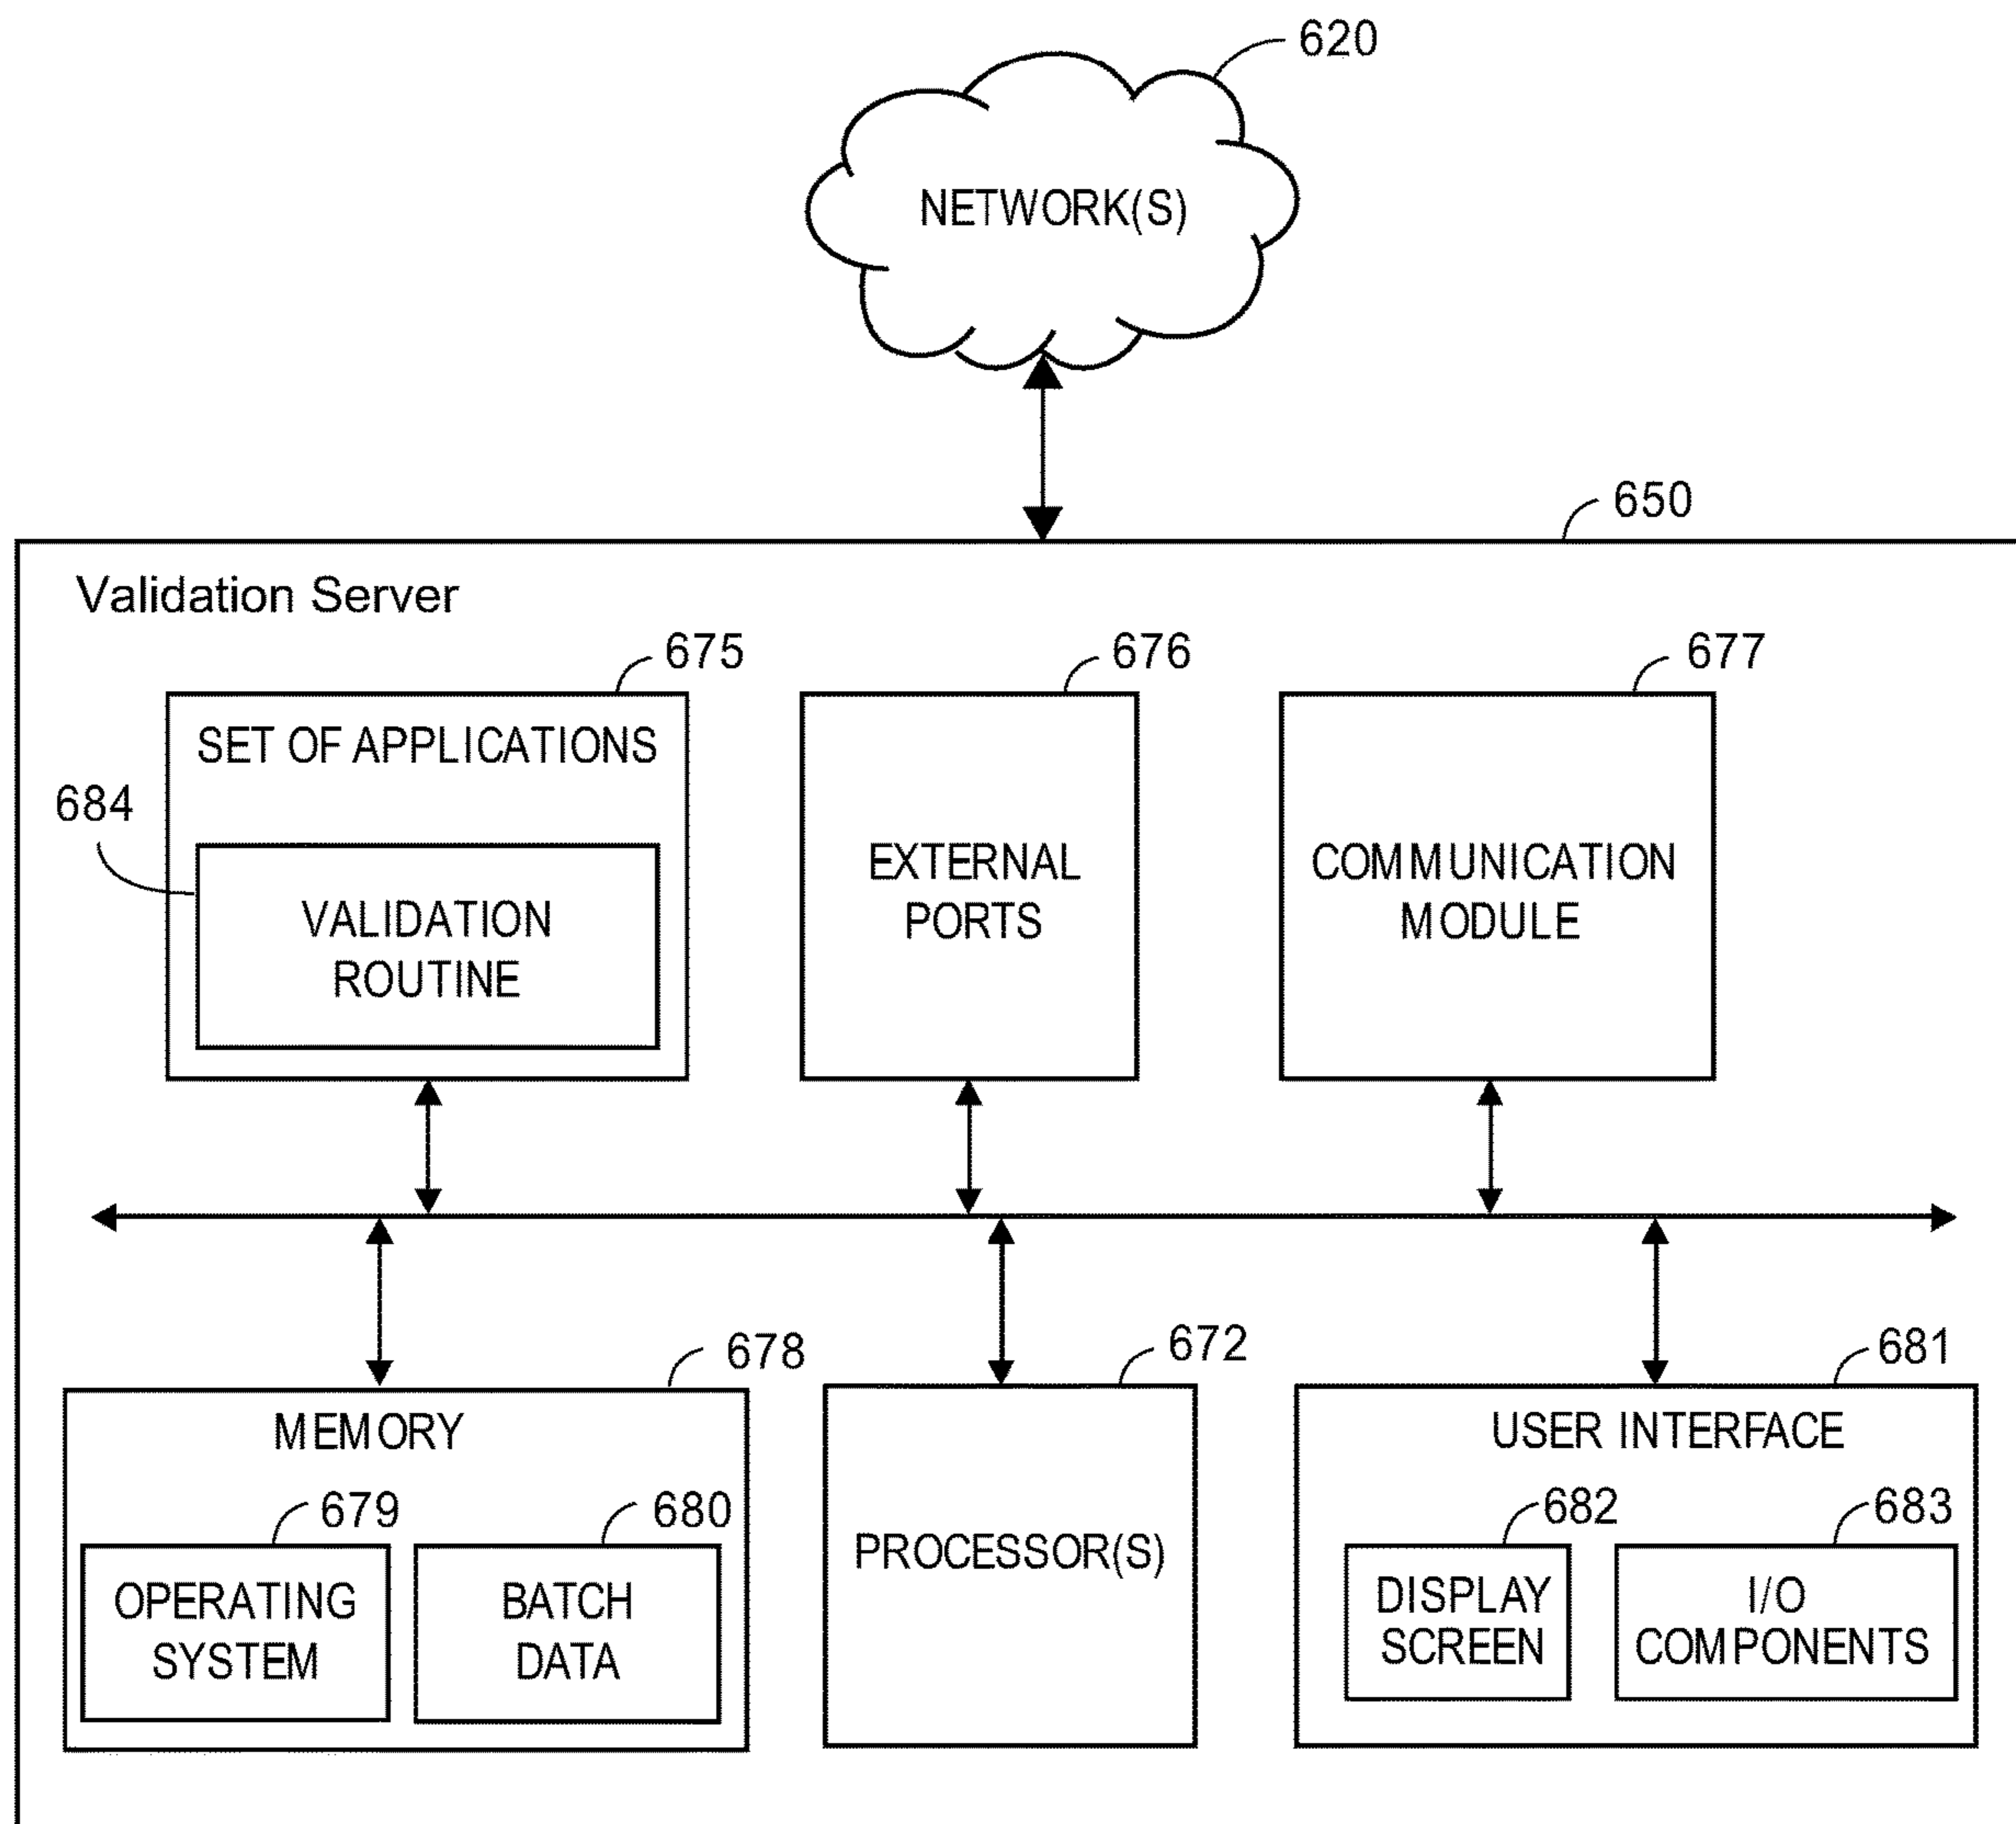 620
NETWORK(S)
650
Validation Server
675
676
677
SET OF APPLICATIONS
684
VALIDATION
ROUTINE
EXTERNAL
PORTS
COMMUNICATION
MODULE
678
672
681
MEMORY
679
680
OPERATING
SYSTEM
BATCH
DATA
PROCESSOR(S)
USER INTERFACE
682
683
DISPLAY
SCREEN
I/O
COMPONENTS